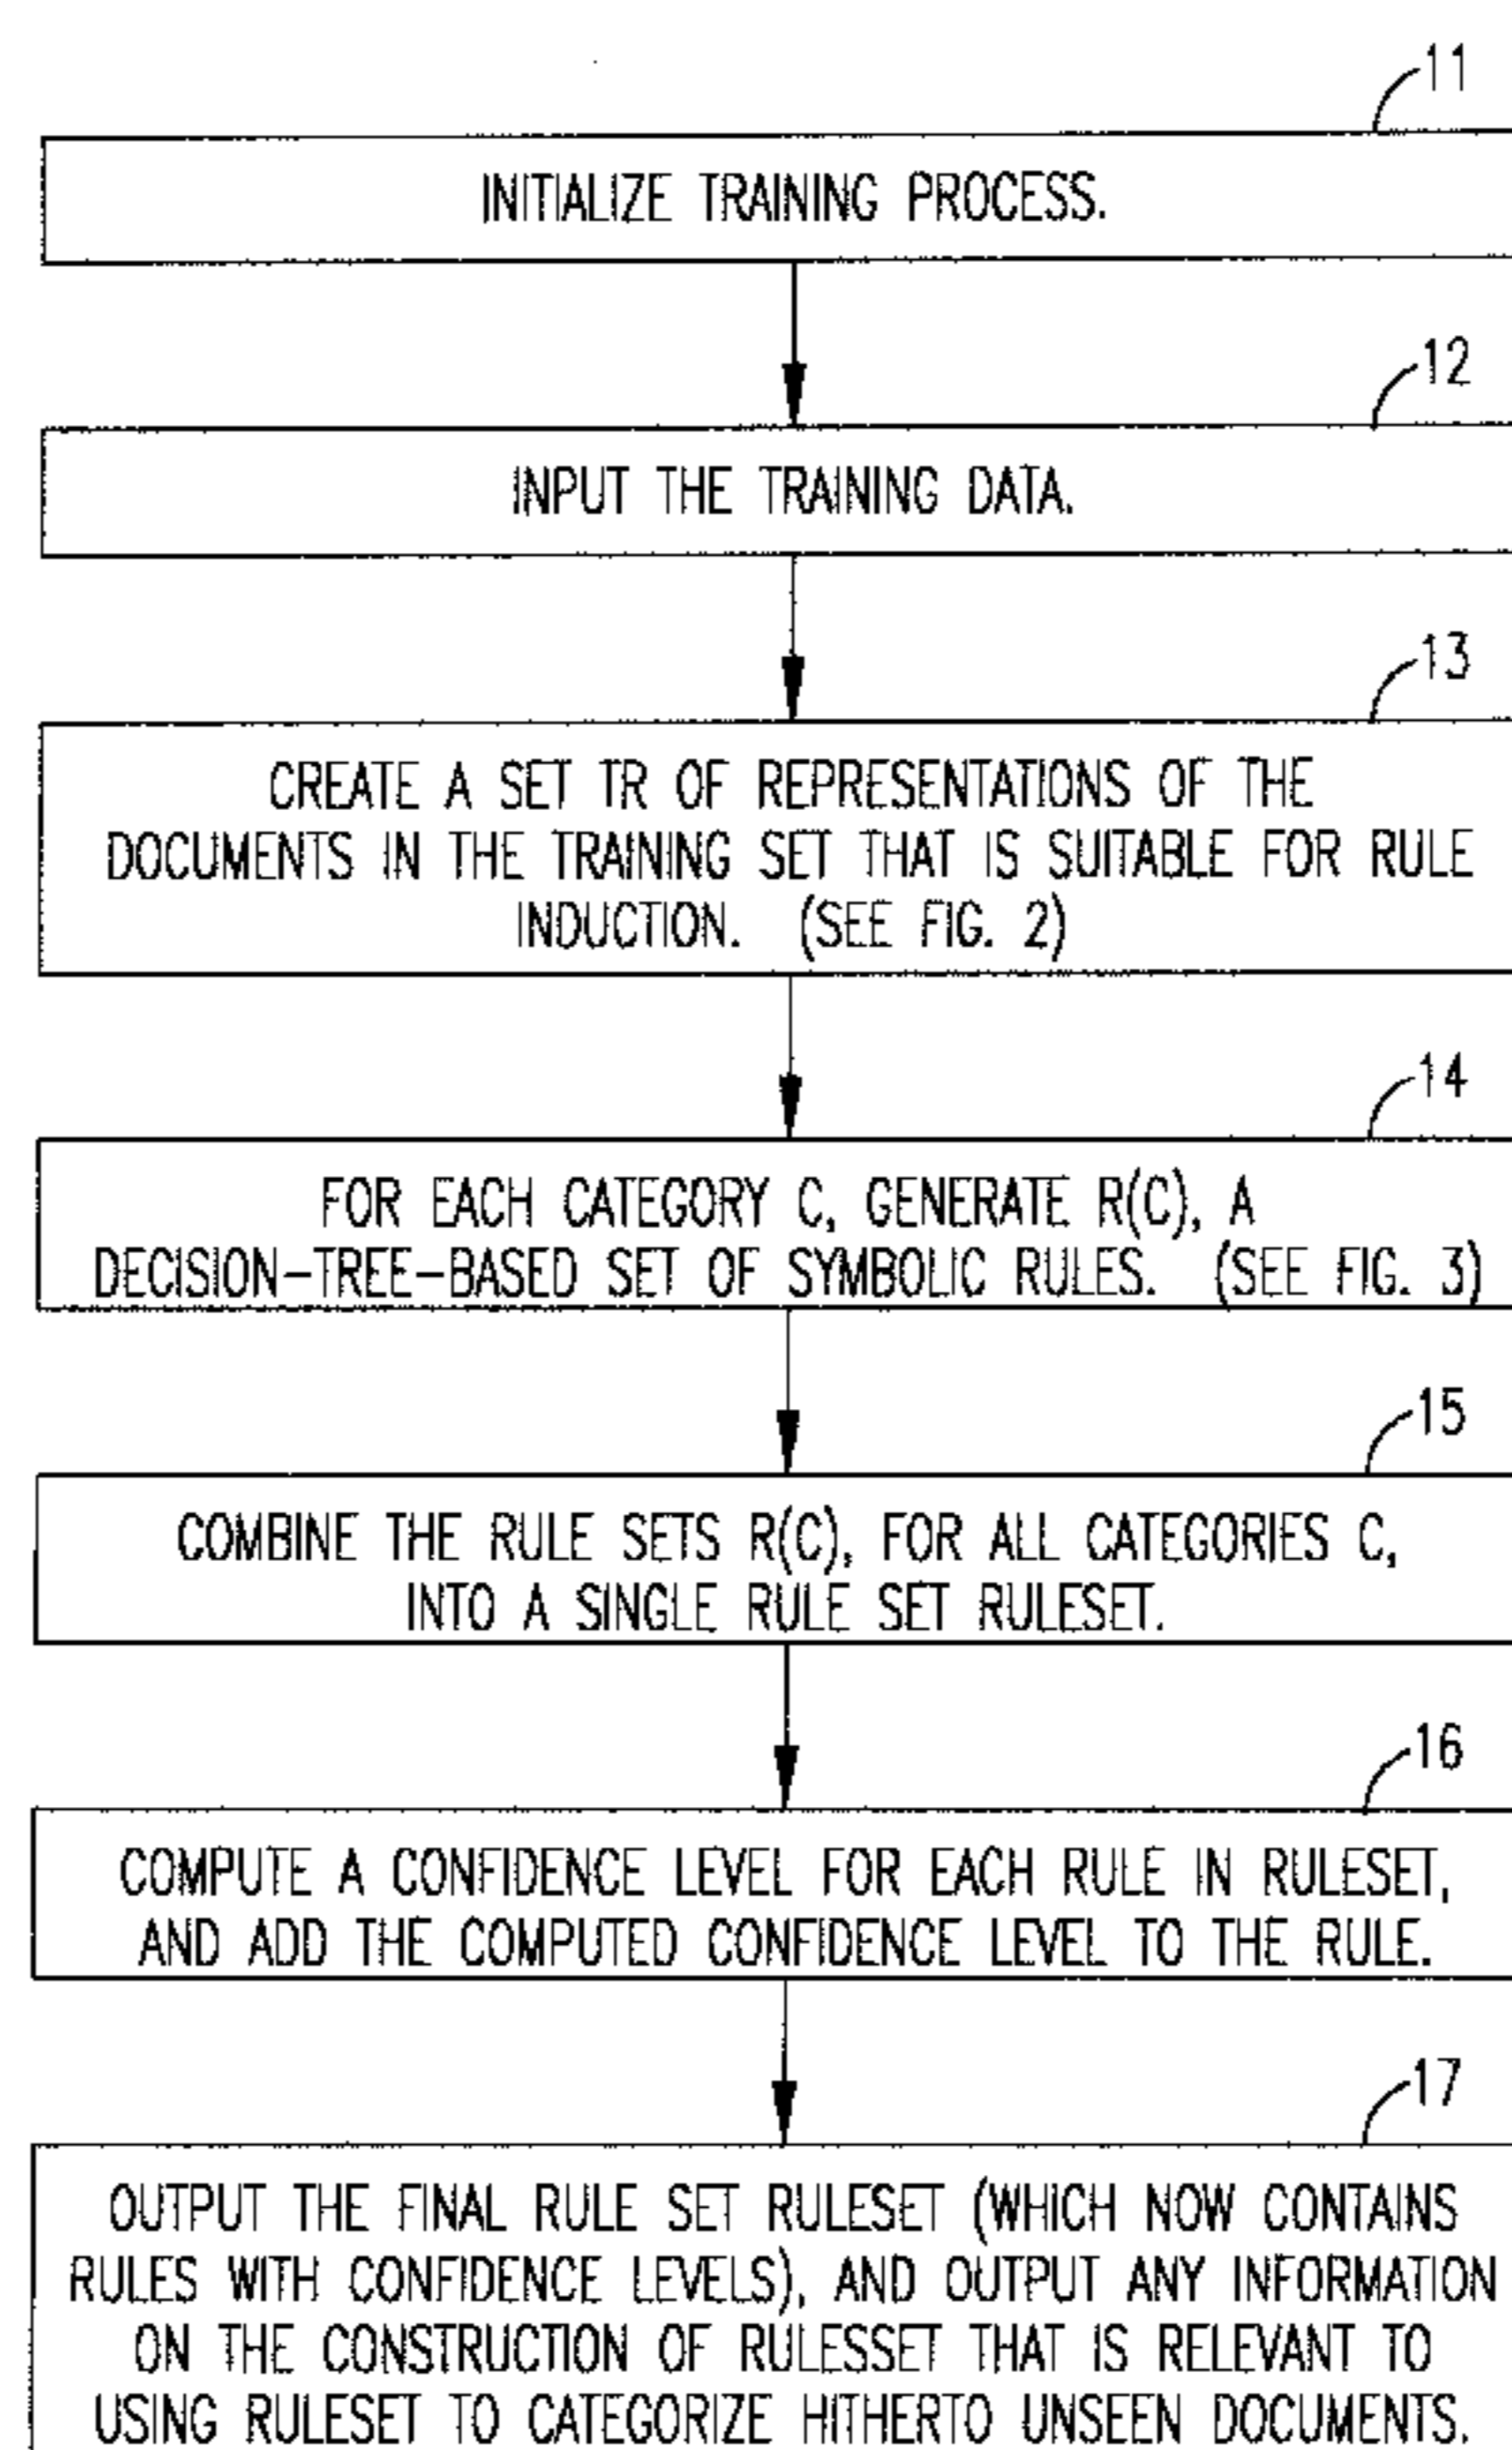 11
INITIALIZE TRAINING PROCESS.
12
INPUT THE TRAINING DATA.
13
CREATE A SET TR OF REPRESENTATIONS OF THE
DOCUMENTS IN THE TRAINING SET THAT IS SUITABLE FOR RULE
INDUCTION. (SEE FIG. 2)
14
FOR EACH CATEGORY C, GENERATE R(C), A
DECISION-TREE-BASED SET OF SYMBOLIC RULES. (SEE FIG. 3)
15
COMBINE THE RULE SETS R(C), FOR ALL CATEGORIES C,
INTO A SINGLE RULE SET RULESET.
16
COMPUTE A CONFIDENCE LEVEL FOR EACH RULE IN RULESET,
AND ADD THE COMPUTED CONFIDENCE LEVEL TO THE RULE.
17
OUTPUT THE FINAL RULE SET RULESET (WHICH NOW CONTAINS
RULES WITH CONFIDENCE LEVELS), AND OUTPUT ANY INFORMATION
ON THE CONSTRUCTION OF RULESSET THAT IS RELEVANT TO
USING RULESET TO CATEGORIZE HITHERTO UNSEEN DOCUMENTS.